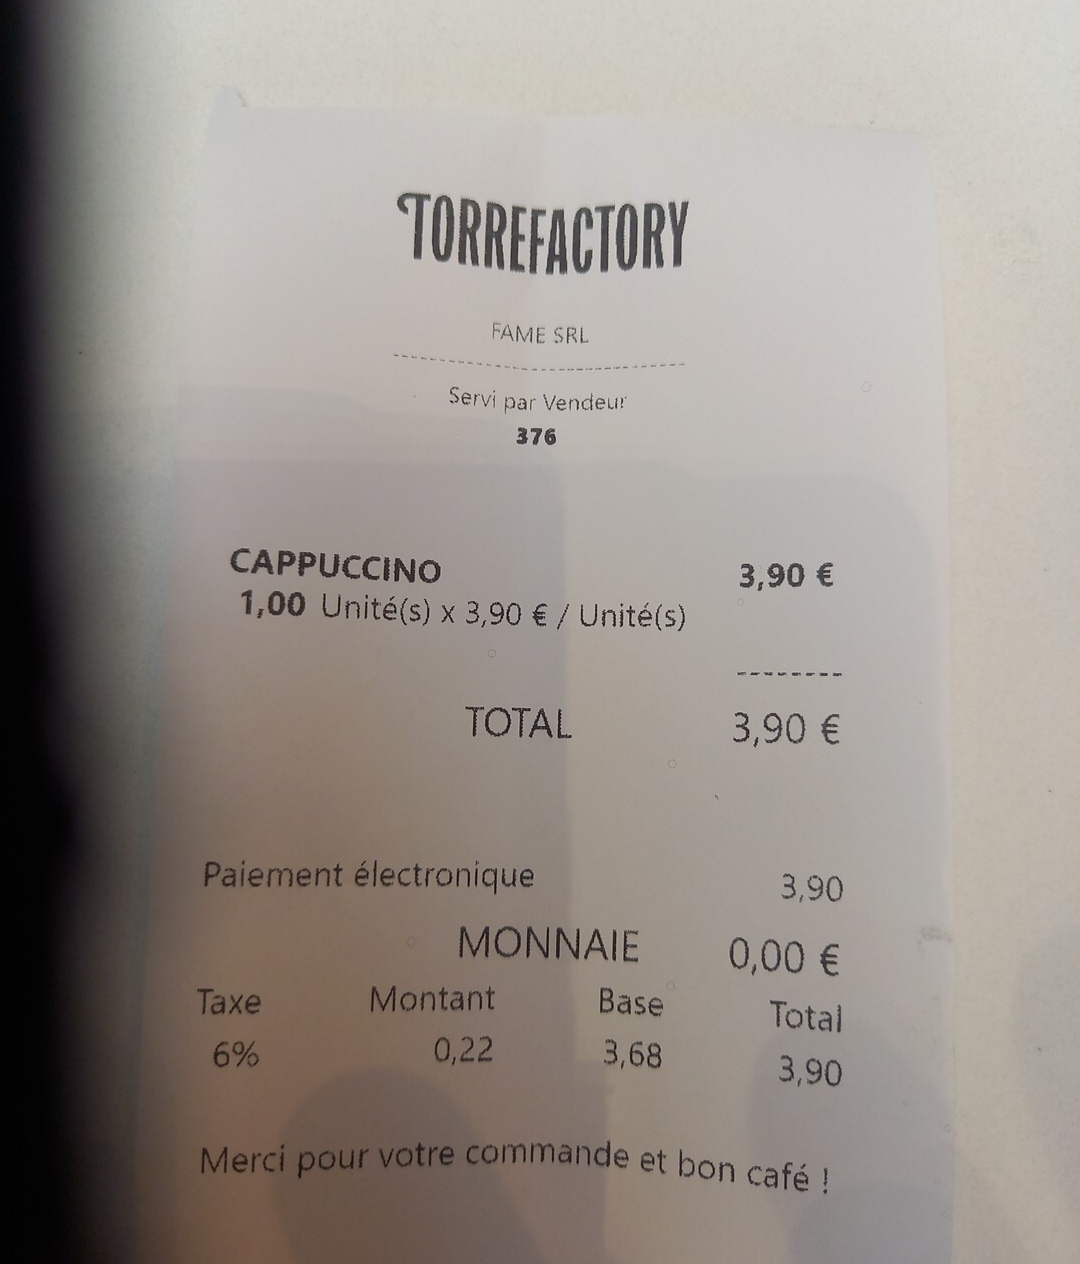 TORREFACTORY
FAME SRL
--------------------------------
Servi par Vendeur
376
CAPPUCCINO 3,90 €
1,00 Unité(s) x 3,90 € / Unité(s)
--------
TOTAL 3,90 €
Paiement électronique 3,90
MONNAIE 0,00 €
Taxe Montant Base Total
6% 0,22 3,68 3,90
Merci pour votre commande et bon café !